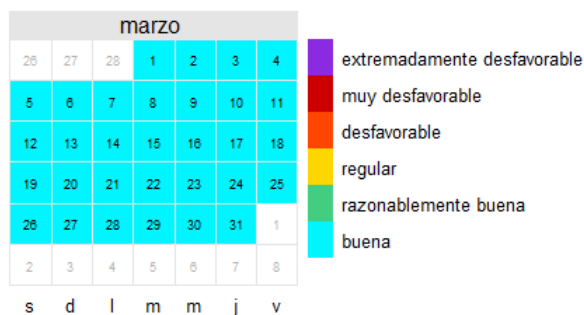 marzo
26 27 28 1 2 3 4
5 6 7 8 9 10 11
12 13 14 15 16 17 18
19 20 21 22 23 24 25
26 27 28 29 30 31 1
2 3 4 5 6 7 8
s d l m m j v
extremadamente desfavorable
muy desfavorable
desfavorable
regular
razonablemente buena
buena